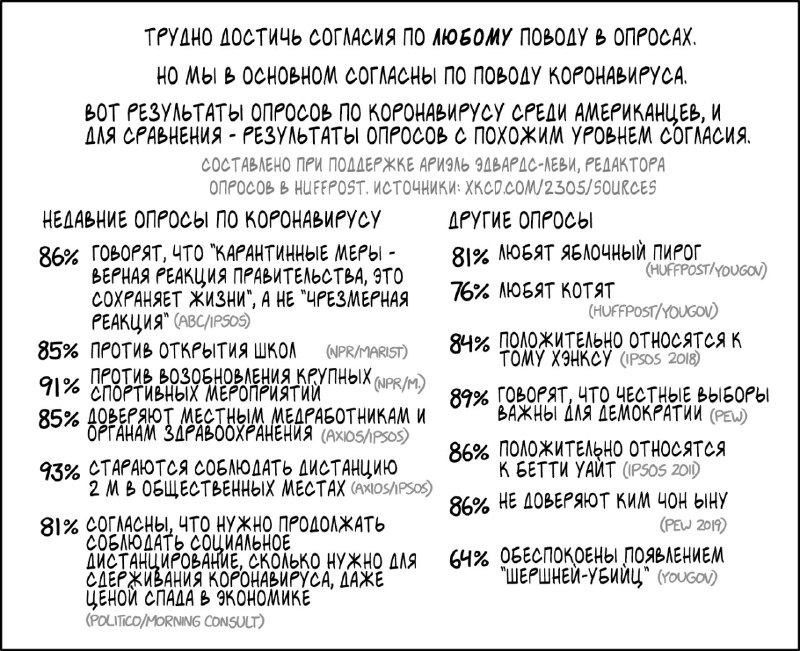 ТРУДНО ДОСТИЧЬ СОГЛАСИЯ ПО ЛЮБОМУ ПОВОДУ В ОПРОСАХ.
НО МЫ В ОСНОВНОМ СОГЛАСНЫ ПО ПОВОДУ КОРОНАВИРУСА.
ВОТ РЕЗУЛЬТАТЫ ОПРОСОВ ПО КОРОНАВИРУСУ СРЕДИ АМЕРИКАНЦЕВ, И
ДЛЯ СРАВНЕНИЯ - РЕЗУЛЬТАТЫ ОПРОСОВ С ПОХОЖИМ УРОВНЕМ СОГЛАСИЯ.
СОСТАВЛЕНО ПРИ ПОДДЕРЖКЕ АРИЭЛЬ ЭДВАРДС-ЛЕВИ, РЕДАКТОРА
ОПРОСОВ В HUFFPOST. ИСТОЧНИКИ: XKCD.COM/2305/SOURCES
НЕДАВНИЕ ОПРОСЫ ПО КОРОНАВИРУСУ
86% ГОВОРЯТ, ЧТО "КАРАНТИННЫЕ МЕРЫ -
ВЕРНАЯ РЕАКЦИЯ ПРАВИТЕЛЬСТВА, ЭТО
СОХРАНЯЕТ ЖИЗНИ", А НЕ "ЧРЕЗМЕРНАЯ
РЕАКЦИЯ" (ABC/IPSOS)
85% ПРОТИВ ОТКРЫТИЯ ШКОЛ (NPR/MARIST)
91% ПРОТИВ ВОЗОБНОВЛЕНИЯ КРУПНЫХ
СПОРТИВНЫХ МЕРОПРИЯТИЙ (NPR/M.)
85% ДОВЕРЯЮТ МЕСТНЫМ МЕДРАБОТНИКАМ И
ОРГАНАМ ЗДРАВООХРАНЕНИЯ (AXIOS/IPSOS)
93% СТАРАЮТСЯ СОБЛЮДАТЬ ДИСТАНЦИЮ
2 М В ОБЩЕСТВЕННЫХ МЕСТАХ (AXIOS/IPSOS)
81% СОГЛАСНЫ, ЧТО НУЖНО ПРОДОЛЖАТЬ
СОБЛЮДАТЬ СОЦИАЛЬНОЕ
ДИСТАНЦИРОВАНИЕ, СКОЛЬКО НУЖНО ДЛЯ
СДЕРЖИВАНИЯ КОРОНАВИРУСА, ДАЖЕ
ЦЕНОЙ СПАДА В ЭКОНОМИКЕ
(POLITICO/MORNING CONSULT)
ДРУГИЕ ОПРОСЫ
81% ЛЮБЯТ ЯБЛОЧНЫЙ ПИРОГ
(HUFFPOST/YOUGOV)
76% ЛЮБЯТ КОТЯТ
(HUFFPOST/YOUGOV)
84% ПОЛОЖИТЕЛЬНО ОТНОСЯТСЯ К
ТОМУ ХЭНКСУ (IPSOS 2018)
89% ГОВОРЯТ, ЧТО ЧЕСТНЫЕ ВЫБОРЫ
ВАЖНЫ ДЛЯ ДЕМОКРАТИИ (PEW)
86% ПОЛОЖИТЕЛЬНО ОТНОСЯТСЯ
К БЕТТИ УАЙТ (IPSOS 2011)
86% НЕ ДОВЕРЯЮТ КИМ ЧОН ЫНУ
(PEW 2019)
64% ОБЕСПОКОЕНЫ ПОЯВЛЕНИЕМ
"ШЕРШНЕЙ-УБИЙЦ" (YOUGOV)